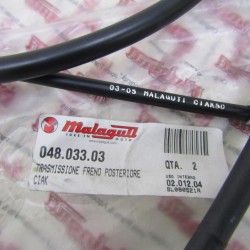 03-05 MALAGUTI CIAK50
Malaguti
048.033.03
TRASMISSIONE FRENO POSTERIORE
CIAK
QTA. 2
USO INTERNO
02.012.04